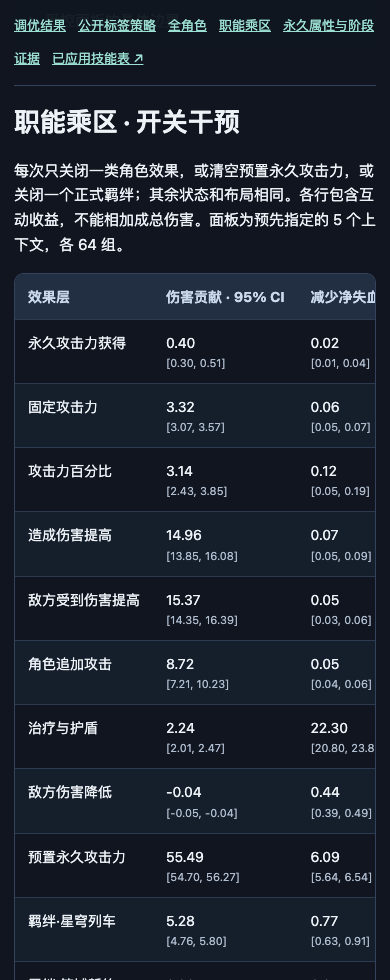 调优结果 公开标签策略 全角色 职能乘区 永久属性与阶段
证据 已应用技能表 ↗
职能乘区 · 开关干预
每次只关闭一类角色效果，或清空预置永久攻击力，或
关闭一个正式羁绊；其余状态和布局相同。各行包含互
动收益，不能相加成总伤害。面板为预先指定的 5 个上
下文，各 64 组。
效果层 伤害贡献 · 95% CI 减少净失血
永久攻击力获得 0.40 0.02
[0.30, 0.51] [0.01, 0.04]
固定攻击力 3.32 0.06
[3.07, 3.57] [0.05, 0.07]
攻击力百分比 3.14 0.12
[2.43, 3.85] [0.05, 0.19]
造成伤害提高 14.96 0.07
[13.85, 16.08] [0.05, 0.09]
敌方受到伤害提高 15.37 0.05
[14.35, 16.39] [0.03, 0.06]
角色追加攻击 8.72 0.05
[7.21, 10.23] [0.04, 0.06]
治疗与护盾 2.24 22.30
[2.01, 2.47] [20.80, 23.8
敌方伤害降低 -0.04 0.44
[-0.05, -0.04] [0.39, 0.49]
预置永久攻击力 55.49 6.09
[54.70, 56.27] [5.64, 6.54]
羁绊·星穹列车 5.28 0.77
[4.76, 5.80] [0.63, 0.91]